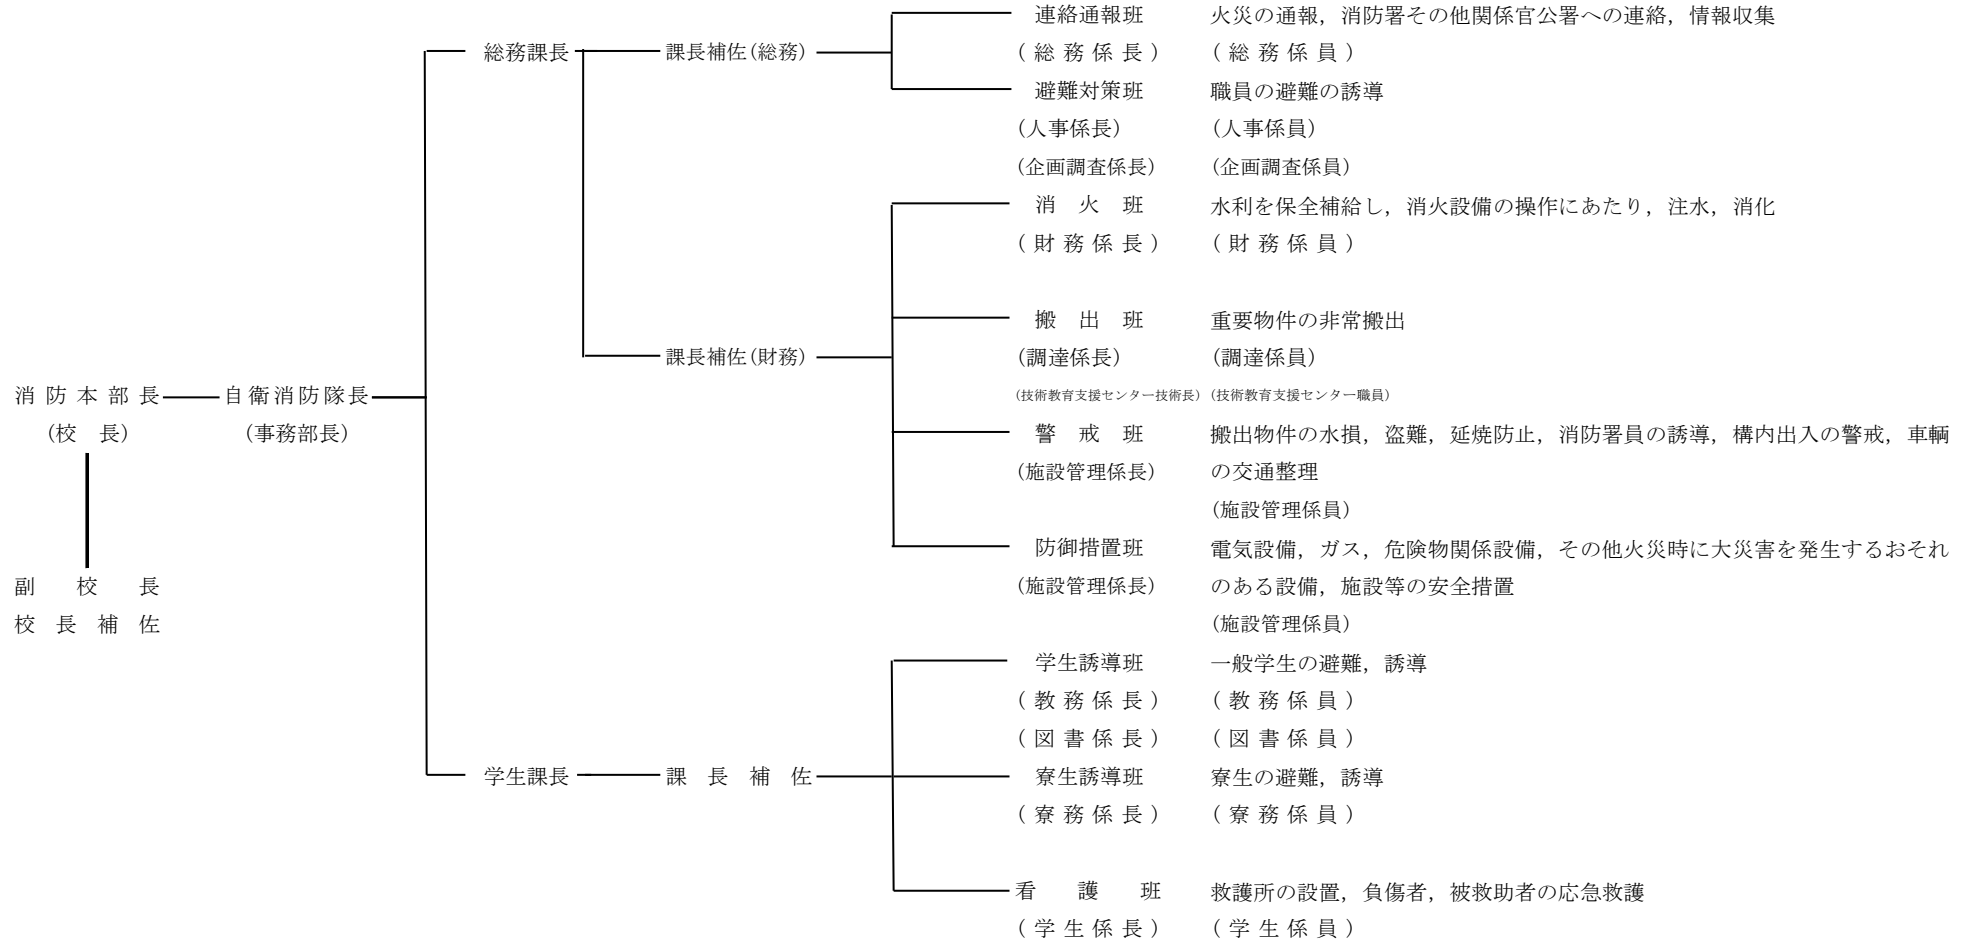 連絡通報班 火災の通報，消防署その他関係官公署への連絡，情報収集
総務課長 課長補佐(総務) (総務係長) (総務係員)
避難対策班 職員の避難の誘導
(人事係長) (人事係員)
(企画調査係長) (企画調査係員)
消火班 水利を保全補給し，消火設備の操作にあたり，注水，消化
(財務係長) (財務係員)
搬出班 重要物件の非常搬出
課長補佐(財務) (調達係長) (調達係員)
消防本部長 自衛消防隊長 (技術教育支援センター技術長) (技術教育支援センター職員)
(校長) (事務部長) 警戒班 搬出物件の水損，盗難，延焼防止，消防署員の誘導，構内出入の警戒，車輌
(施設管理係長) の交通整理
(施設管理係員)
防御措置班 電気設備，ガス，危険物関係設備，その他火災時に大災害を発生するおそれ
副校長 (施設管理係長) のある設備，施設等の安全措置
校長補佐 (施設管理係員)
学生誘導班 一般学生の避難，誘導
(教務係長) (教務係員)
(図書係長) (図書係員)
学生課長 課長補佐 寮生誘導班 寮生の避難，誘導
(寮務係長) (寮務係員)
看護班 救護所の設置，負傷者，被救助者の応急救護
(学生係長) (学生係員)